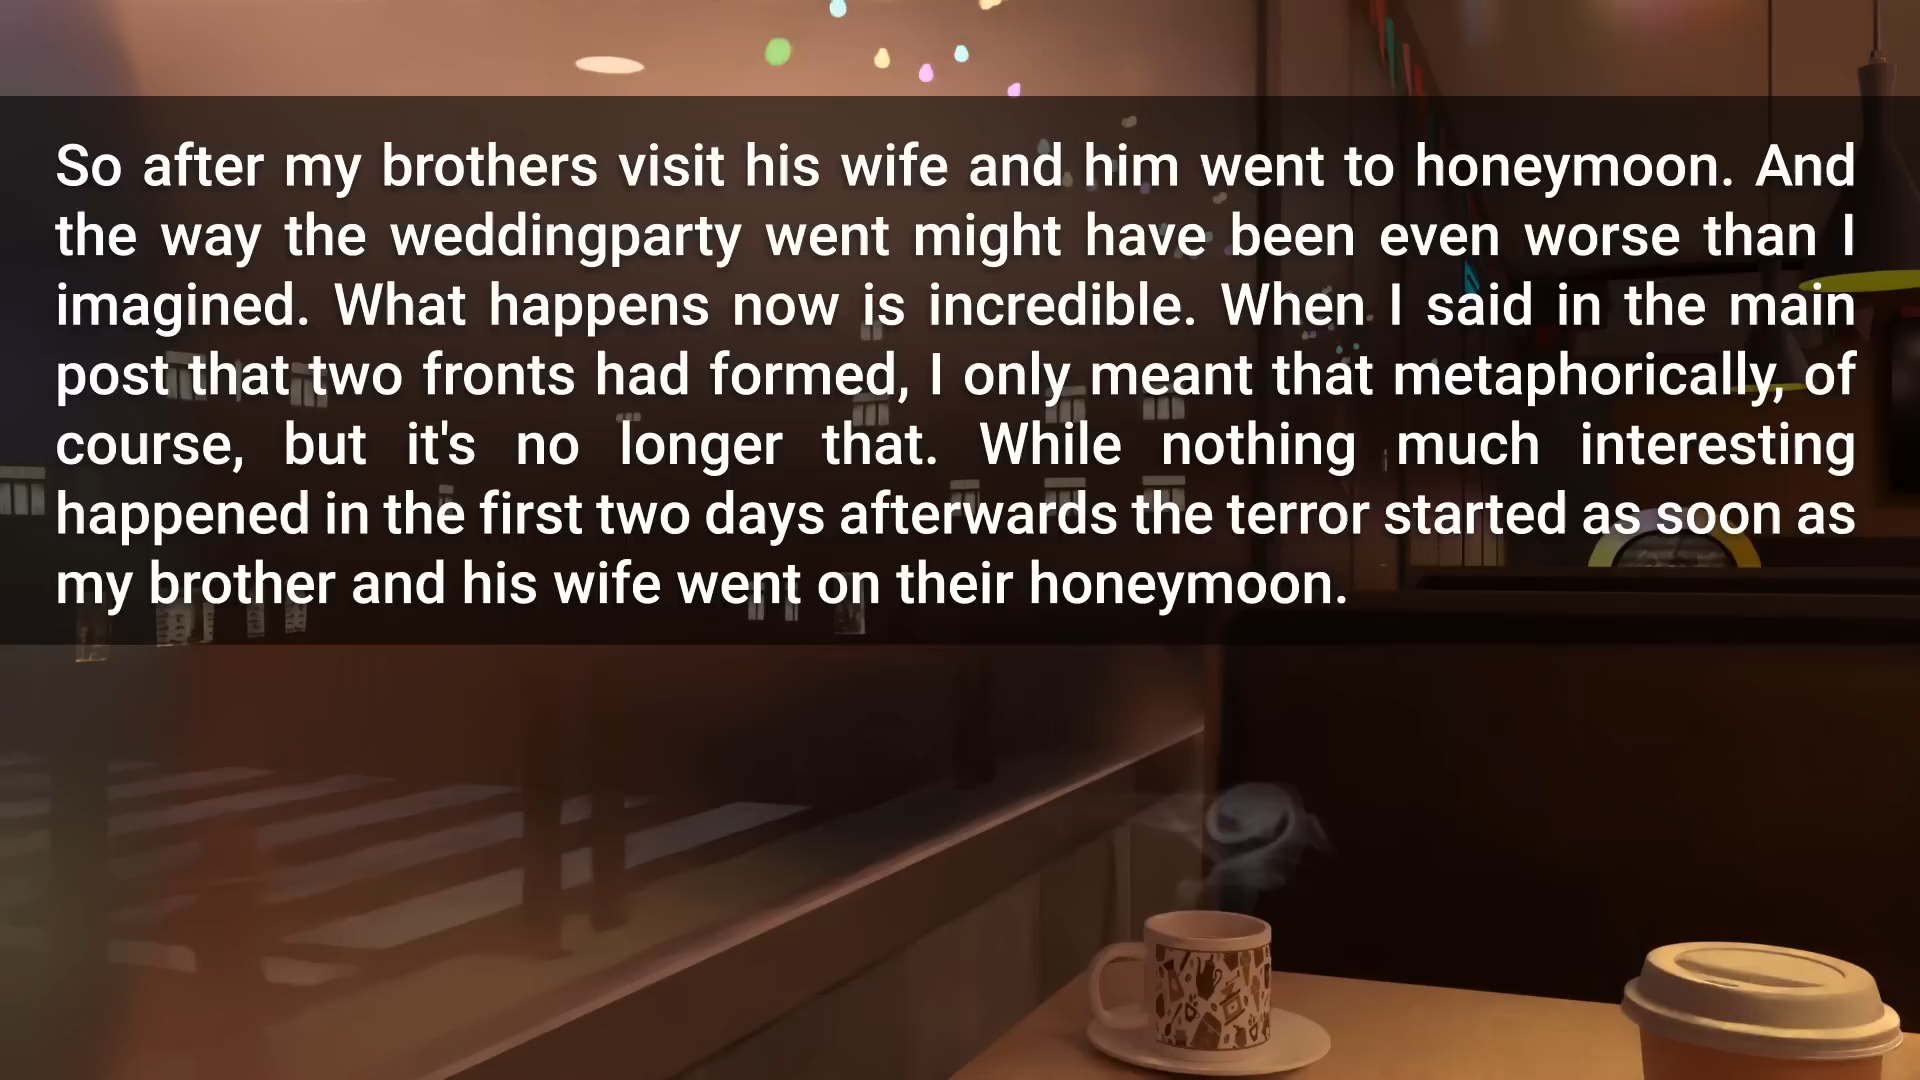 So after my brothers visit his wife and him went to honeymoon. And
the way the weddingparty went might have been even worse than I
imagined. What happens now is incredible. When I said in the main
post that two fronts had formed, I only meant that metaphorically, of
course, but it's no longer that. While nothing much interesting
happened in the first two days afterwards the terror started as soon as
my brother and his wife went on their honeymoon.